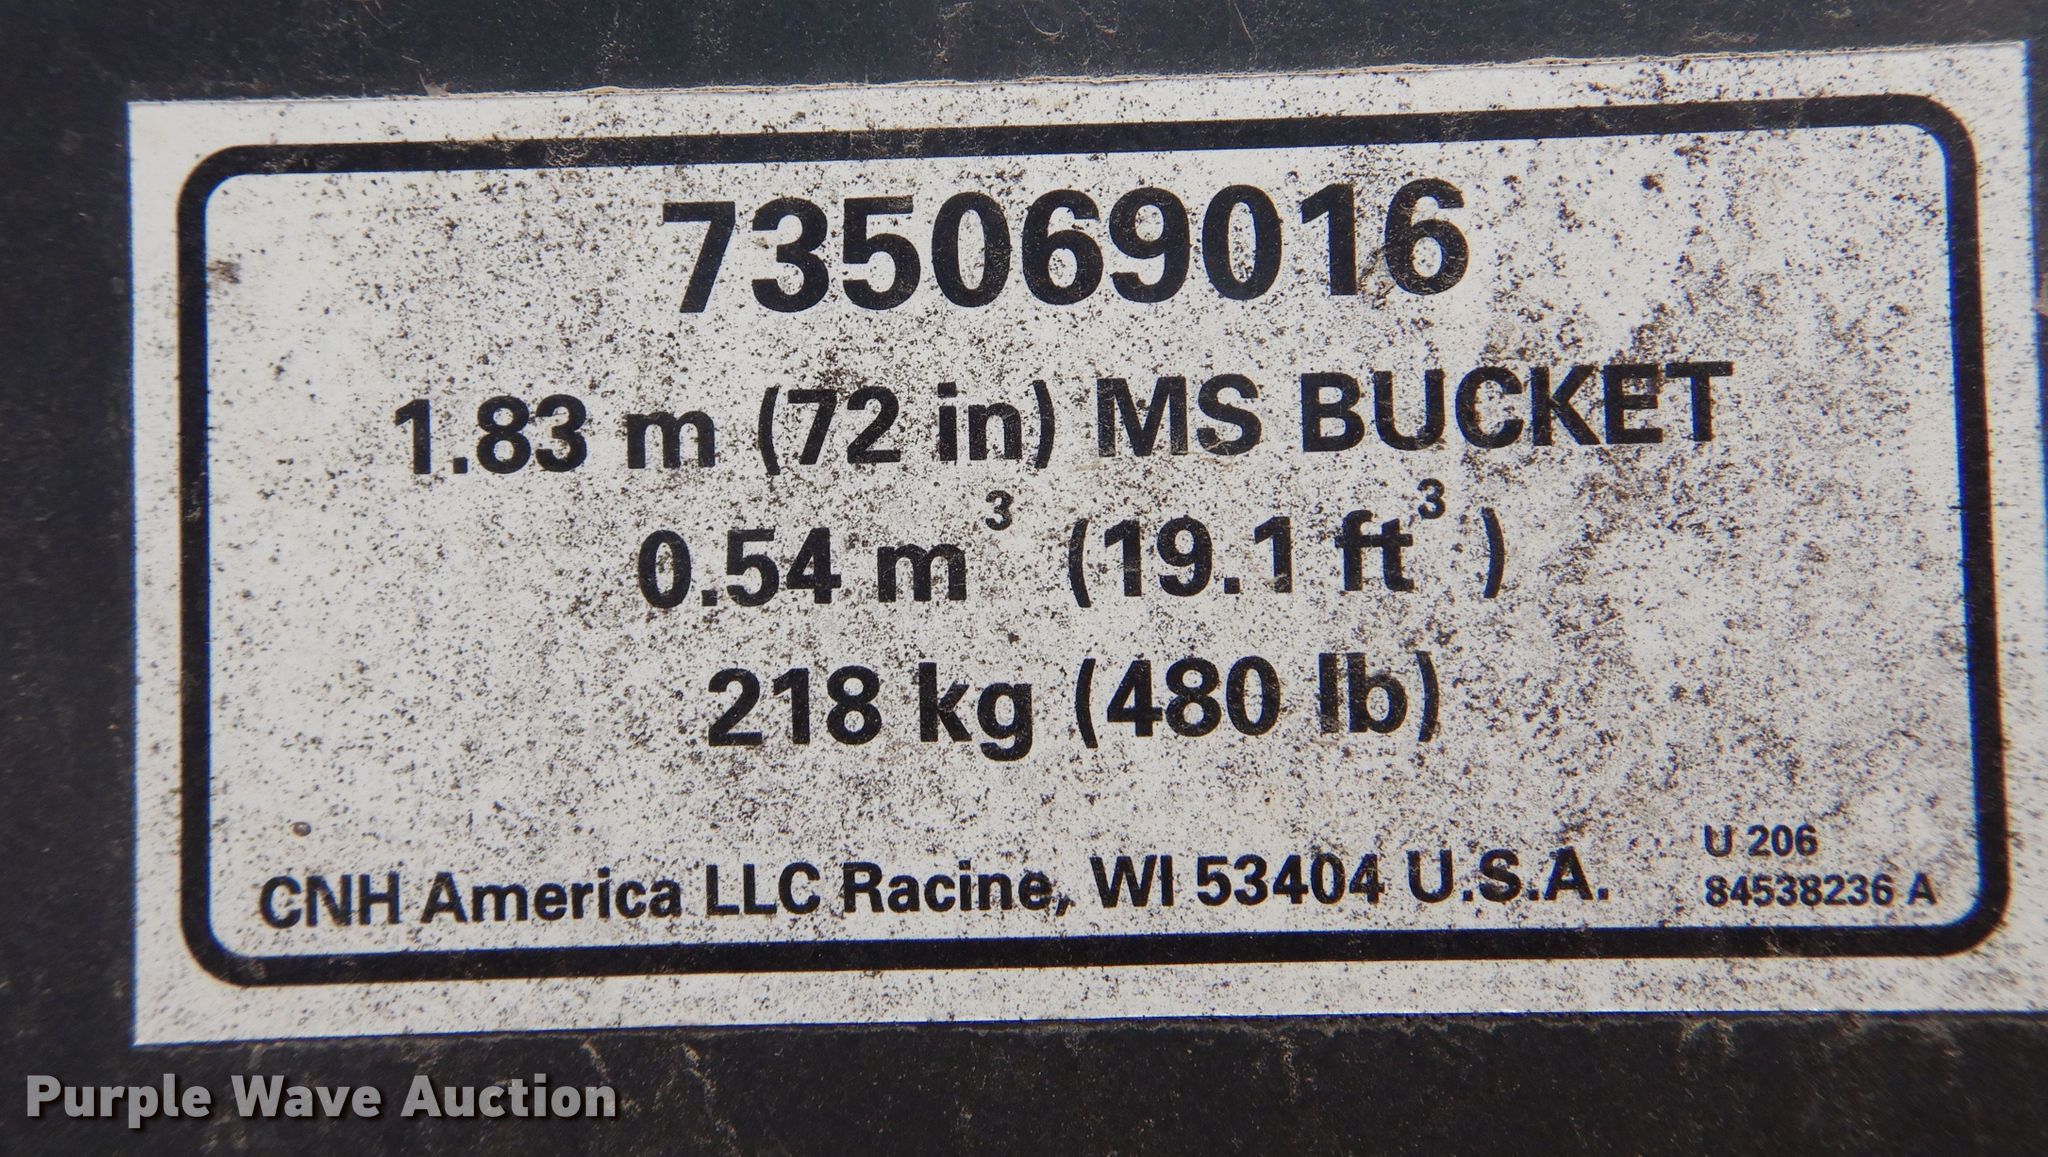 735069016
1.83 m (72 in) MS BUCKET
0.54 m³ (19.1 ft³)
218 kg (480 lb)
CNH America LLC Racine, WI 53404 U.S.A.
U 206
84538236 A
Purple Wave Auction